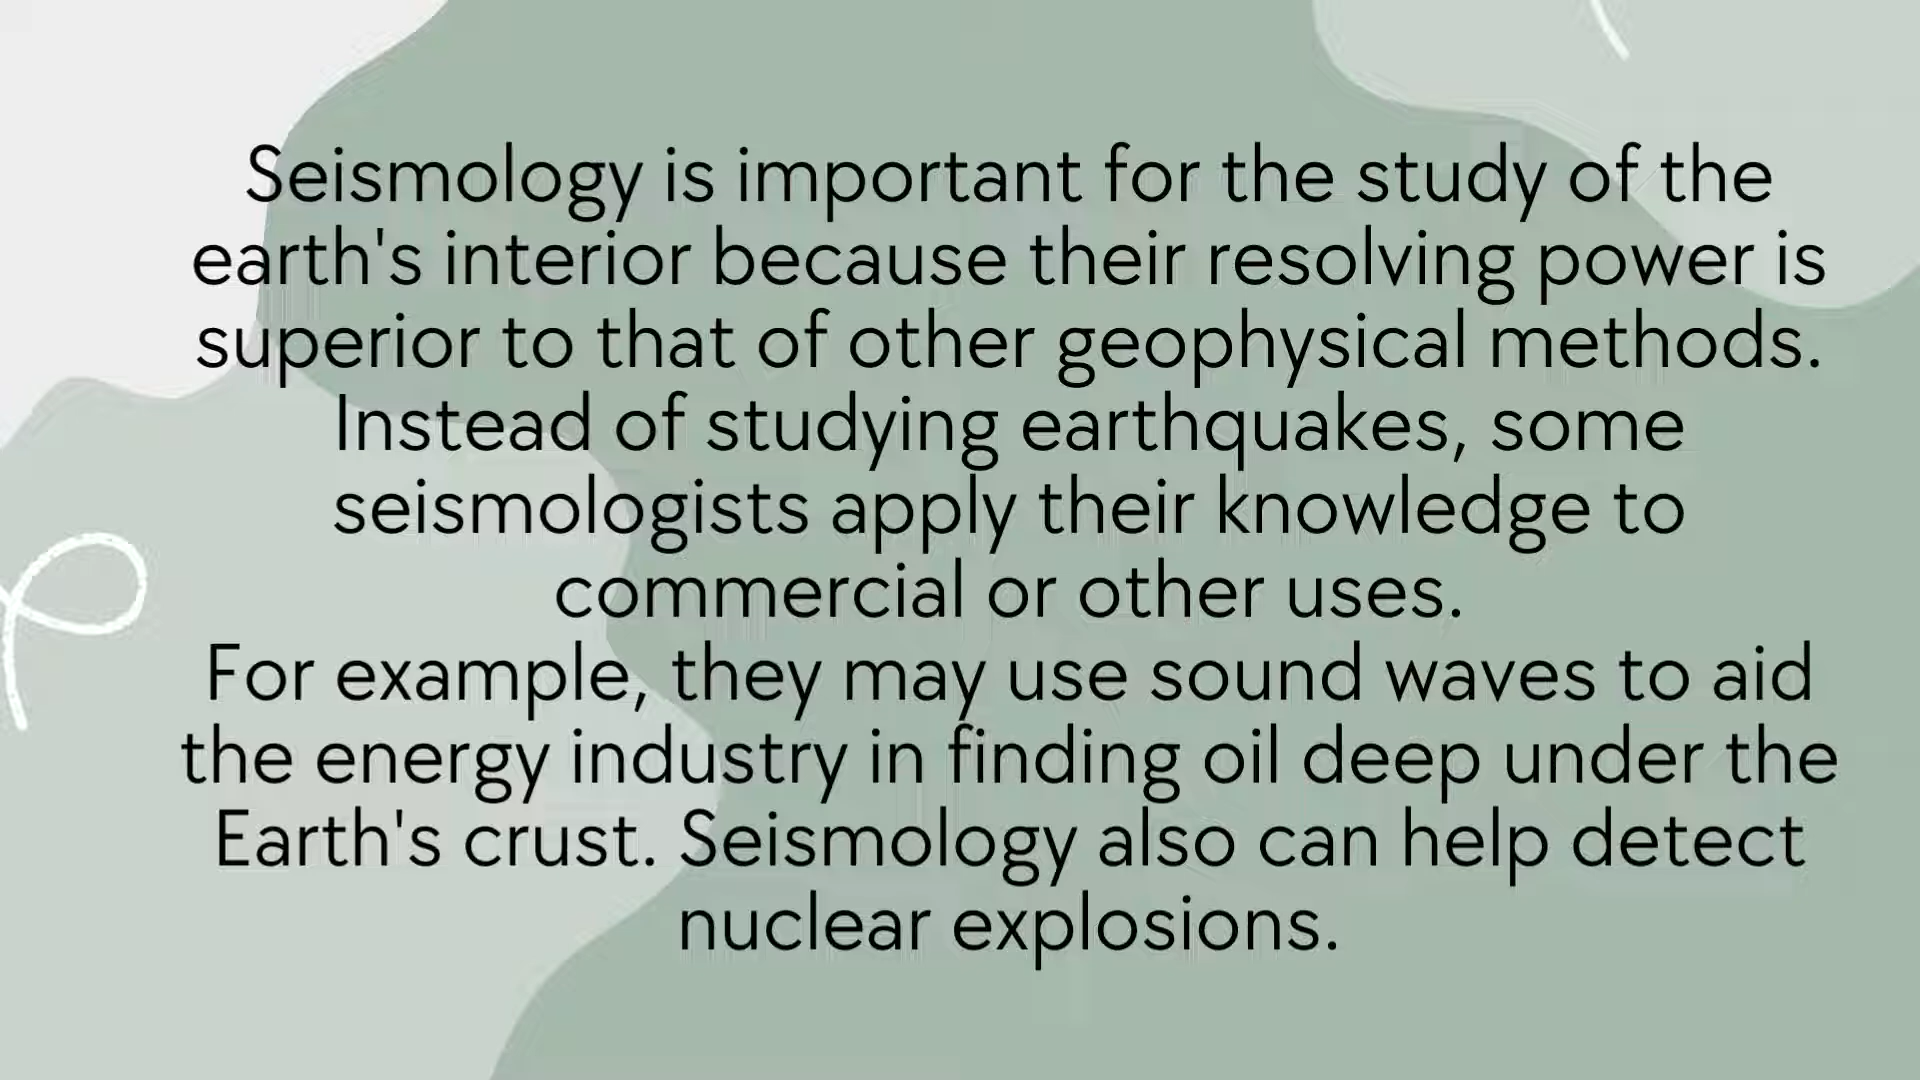 Seismology is important for the study of the
earth's interior because their resolving power is
superior to that of other geophysical methods.
Instead of studying earthquakes, some
seismologists apply their knowledge to
commercial or other uses.
For example, they may use sound waves to aid
the energy industry in finding oil deep under the
Earth's crust. Seismology also can help detect
nuclear explosions.